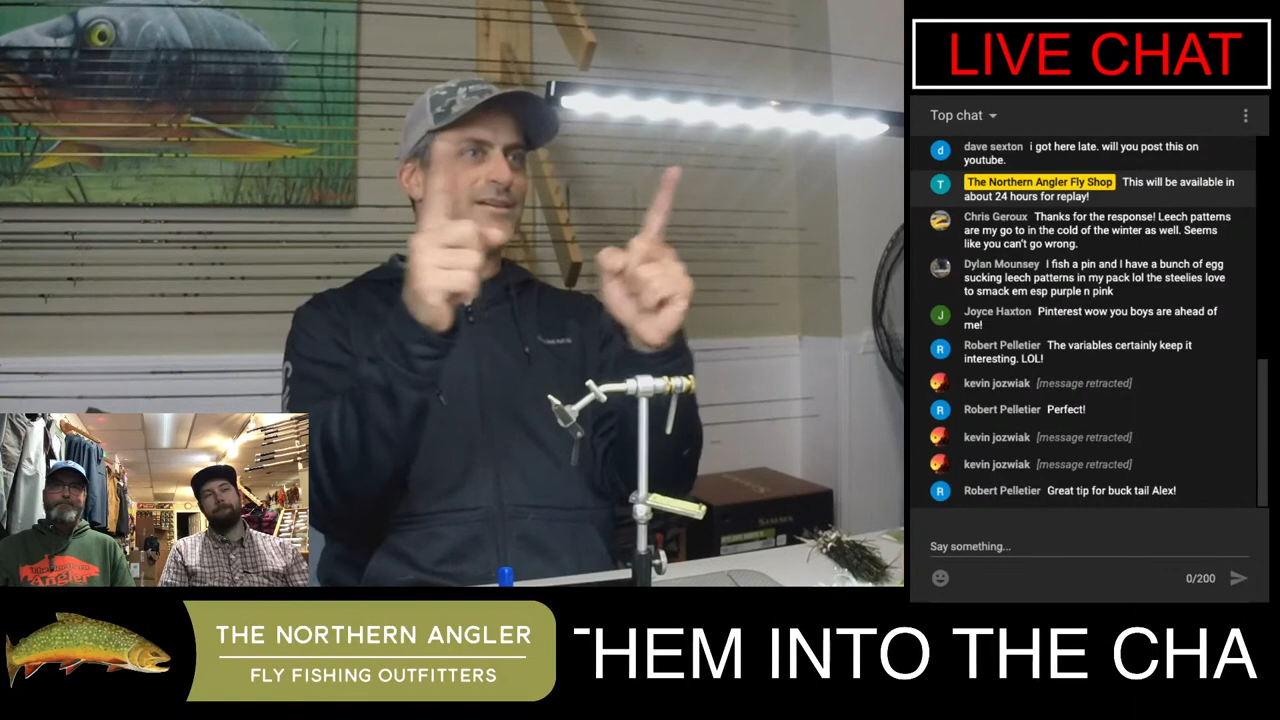 LIVE CHAT
Top chat
dave sexton i got here late. will you post this on
youtube.
The Northern Angler Fly Shop This will be available in
about 24 hours for replay!
Chris Geroux Thanks for the response! Leech patterns
are my go to in the cold of the winter as well. Seems
like you can't go wrong.
Dylan Mounsey I fish a pin and I have a bunch of egg
sucking leech patterns in my pack lol the steelies love
to smack em esp purple n pink
J Joyce Haxton Pinterest wow you boys are ahead of
me!
R Robert Pelletier The variables certainly keep it
interesting. LOL!
kevin jozwiak [message retracted]
R Robert Pelletier Perfect!
kevin jozwiak [message retracted]
kevin jozwiak [message retracted]
R Robert Pelletier Great tip for buck tail Alex!
Say something...
0/200
SIMMS
Angler
THE NORTHERN ANGLER
FLY FISHING OUTFITTERS
THEM INTO THE CHA